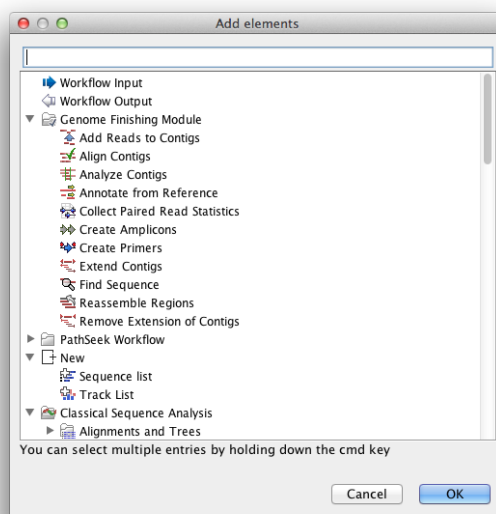 Add elements
Workflow Input
Workflow Output
Genome Finishing Module
Add Reads to Contigs
Align Contigs
Analyze Contigs
Annotate from Reference
Collect Paired Read Statistics
Create Amplicons
Create Primers
Extend Contigs
Find Sequence
Reassemble Regions
Remove Extension of Contigs
PathSeek Workflow
New
Sequence list
Track List
Classical Sequence Analysis
Alignments and Trees
You can select multiple entries by holding down the cmd key
Cancel OK